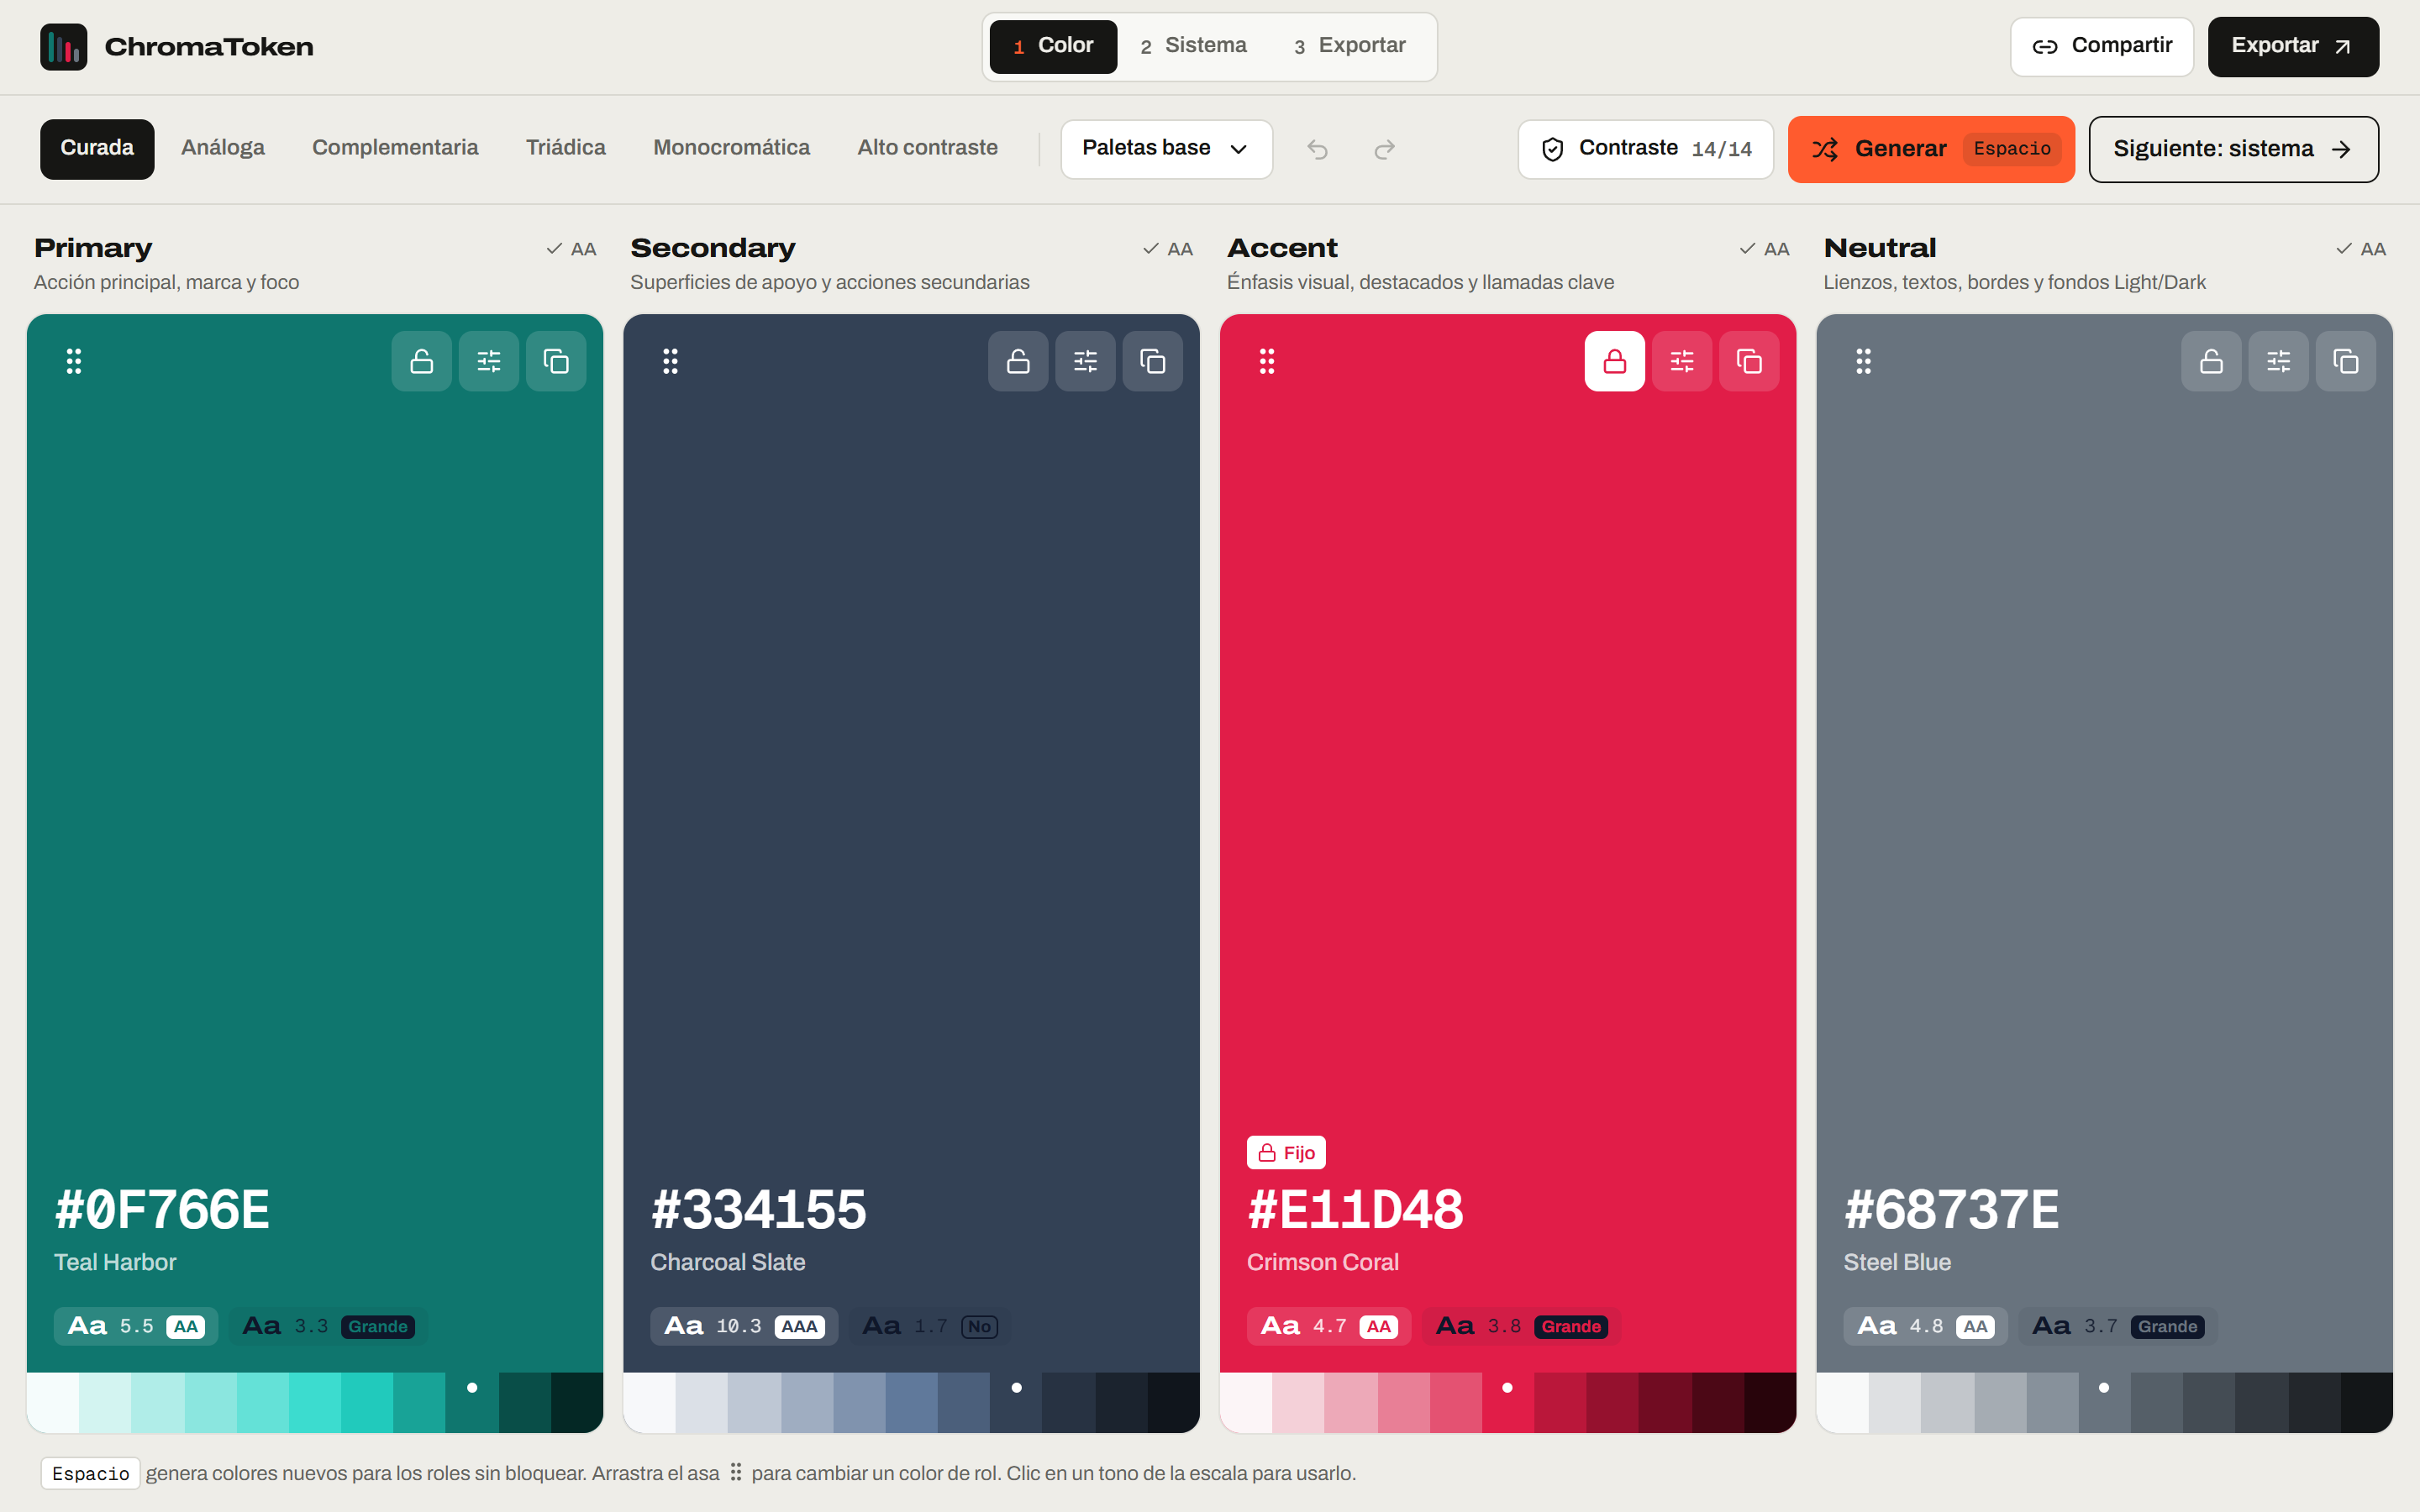 ChromaToken
1 Color 2 Sistema 3 Exportar
Compartir
Exportar
Curada Análoga Complementaria Triádica Monocromática Alto contraste
Paletas base
Contraste 14/14
Generar Espacio
Siguiente: sistema
Primary AA
Acción principal, marca y foco
#0F766E
Teal Harbor
Aa 5.5 AA Aa 3.3 Grande
Secondary AA
Superficies de apoyo y acciones secundarias
#334155
Charcoal Slate
Aa 10.3 AAA Aa 1.7 No
Accent AA
Énfasis visual, destacados y llamadas clave
Fijo
#E11D48
Crimson Coral
Aa 4.7 AA Aa 3.8 Grande
Neutral AA
Lienzos, textos, bordes y fondos Light/Dark
#68737E
Steel Blue
Aa 4.8 AA Aa 3.7 Grande
Espacio genera colores nuevos para los roles sin bloquear. Arrastra el asa para cambiar un color de rol. Clic en un tono de la escala para usarlo.